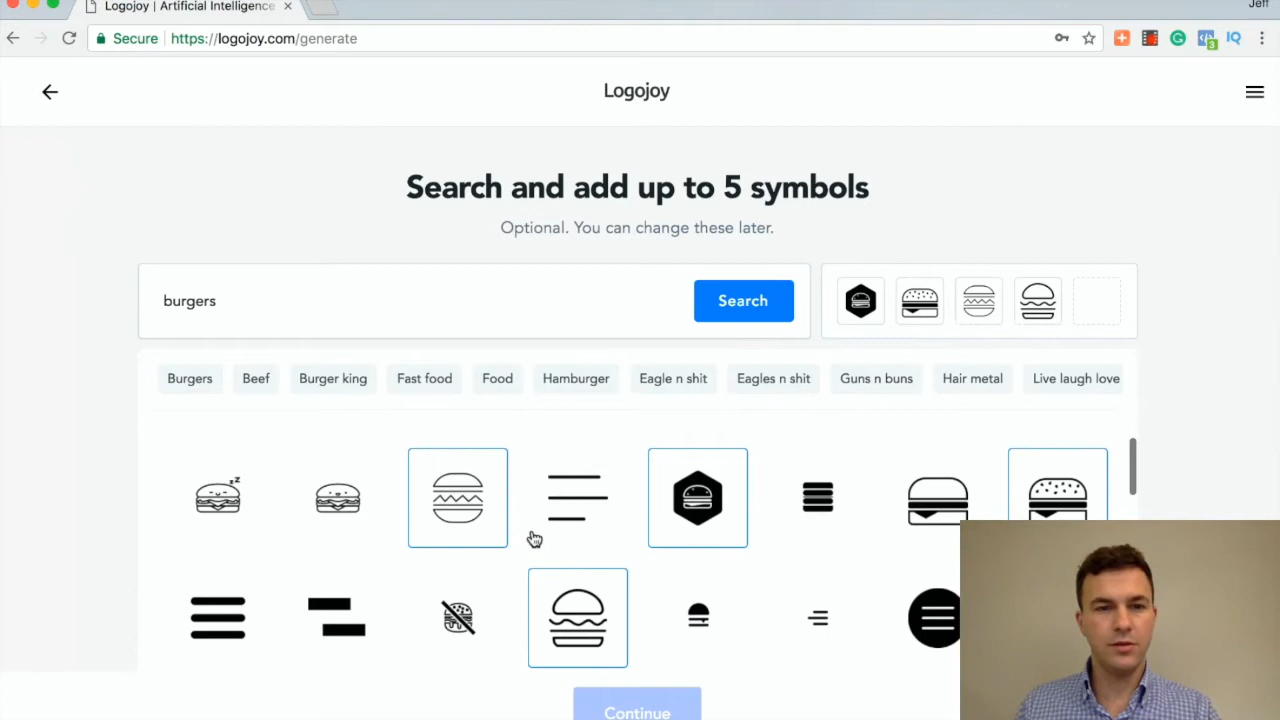 Logojoy | Artificial Intelligence
Jeff
Secure https://logojoy.com/generate
3
IQ
Logojoy
Search and add up to 5 symbols
Optional. You can change these later.
burgers
Search
Burgers Beef Burger king Fast food Food Hamburger Eagle n shit Eagles n shit Guns n buns Hair metal Live laugh love
Continue